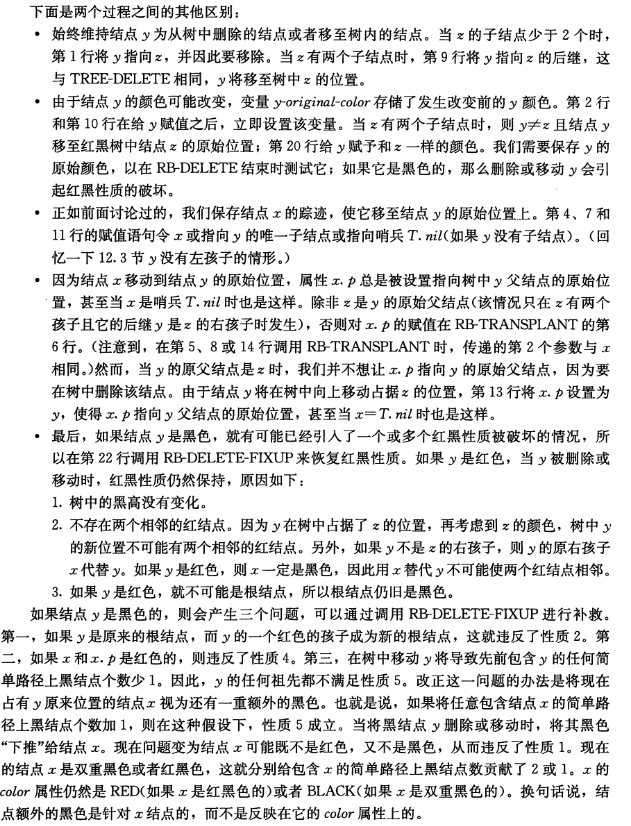 下面是两个过程之间的其他区别：
• 始终维持结点 y 为从树中删除的结点或者移至树内的结点。当 z 的子结点少于 2 个时，
第 1 行将 y 指向 z，并因此要移除。当 z 有两个子结点时，第 9 行将 y 指向 z 的后继，这
与 TREE-DELETE 相同，y 将移至树中 z 的位置。
• 由于结点 y 的颜色可能改变，变量 y-original-color 存储了发生改变前的 y 颜色。第 2 行
和第 10 行在给 y 赋值之后，立即设置该变量。当 z 有两个子结点时，则 y≠z 且结点 y
移至红黑树中结点 z 的原始位置；第 20 行给 y 赋予和 z 一样的颜色。我们需要保存 y 的
原始颜色，以在 RB-DELETE 结束时测试它；如果它是黑色的，那么删除或移动 y 会引
起红黑性质的破坏。
• 正如前面讨论过的，我们保存结点 x 的踪迹，使它移至结点 y 的原始位置上。第 4、7 和
11 行的赋值语句令 x 或指向 y 的唯一子结点或指向哨兵 T.nil(如果 y 没有子结点)。(回
忆一下 12.3 节 y 没有左孩子的情形。)
• 因为结点 x 移动到结点 y 的原始位置，属性 x.p 总是被设置指向树中 y 父结点的原始位
置，甚至当 x 是哨兵 T.nil 时也是这样。除非 z 是 y 的原始父结点(该情况只在 z 有两个
孩子且它的后继 y 是 z 的右孩子时发生)，否则对 x.p 的赋值在 RB-TRANSPLANT 的第
6 行。(注意到，在第 5、8 或 14 行调用 RB-TRANSPLANT 时，传递的第 2 个参数与 x
相同。)然而，当 y 的原父结点是 z 时，我们并不想让 x.p 指向 y 的原始父结点，因为要
在树中删除该结点。由于结点 y 将在树中向上移动占据 z 的位置，第 13 行将 x.p 设置为
y，使得 x.p 指向 y 父结点的原始位置，甚至当 x＝T.nil 时也是这样。
• 最后，如果结点 y 是黑色，就有可能已经引入了一个或多个红黑性质被破坏的情况，所
以在第 22 行调用 RB-DELETE-FIXUP 来恢复红黑性质。如果 y 是红色，当 y 被删除或
移动时，红黑性质仍然保持，原因如下：
1. 树中的黑高没有变化。
2. 不存在两个相邻的红结点。因为 y 在树中占据了 z 的位置，再考虑到 z 的颜色，树中 y
的新位置不可能有两个相邻的红结点。另外，如果 y 不是 z 的右孩子，则 y 的原右孩子
x 代替 y。如果 y 是红色，则 x 一定是黑色，因此用 x 替代 y 不可能使两个红结点相邻。
3. 如果 y 是红色，就不可能是根结点，所以根结点仍旧是黑色。
如果结点 y 是黑色的，则会产生三个问题，可以通过调用 RB-DELETE-FIXUP 进行补救。
第一，如果 y 是原来的根结点，而 y 的一个红色的孩子成为新的根结点，这就违反了性质 2。第
二，如果 x 和 x.p 是红色的，则违反了性质 4。第三，在树中移动 y 将导致先前包含 y 的任何简
单路径上黑结点个数少 1。因此，y 的任何祖先都不满足性质 5。改正这一问题的办法是将现在
占有 y 原来位置的结点 x 视为还有一重额外的黑色。也就是说，如果将任意包含结点 x 的简单路
径上黑结点个数加 1，则在这种假设下，性质 5 成立。当将黑结点 y 删除或移动时，将其黑色
“下推”给结点 x。现在问题变为结点 x 可能既不是红色，又不是黑色，从而违反了性质 1。现在
的结点 x 是双重黑色或者红黑色，这就分别给包含 x 的简单路径上黑结点数贡献了 2 或 1。x 的
color 属性仍然是 RED(如果 x 是红黑色的)或者 BLACK(如果 x 是双重黑色的)。换句话说，结
点额外的黑色是针对 x 结点的，而不是反映在它的 color 属性上的。